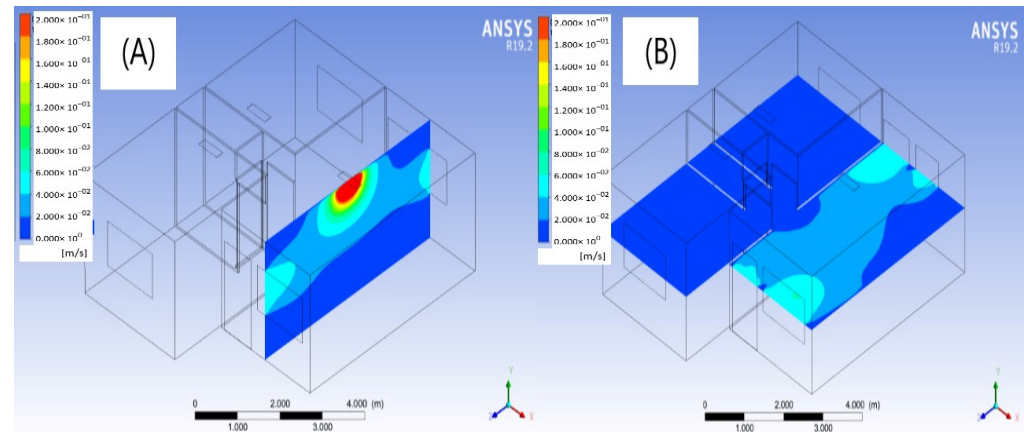 2.000× 10⁻⁰¹
1.800× 10⁻⁰¹
1.600× 10⁻⁰¹
1.400× 10⁻⁰¹
1.200× 10⁻⁰¹
1.000× 10⁻⁰¹
8.000× 10⁻⁰²
6.000× 10⁻⁰²
4.000× 10⁻⁰²
2.000× 10⁻⁰²
0.000× 10⁰
[m/s]
(A)
ANSYS
R19.2
0 2.000 4.000 (m)
1.000 3.000
Y
Z X
2.000× 10⁻⁰¹
1.800× 10⁻⁰¹
1.600× 10⁻⁰¹
1.400× 10⁻⁰¹
1.200× 10⁻⁰¹
1.000× 10⁻⁰¹
8.000× 10⁻⁰²
6.000× 10⁻⁰²
4.000× 10⁻⁰²
2.000× 10⁻⁰²
0.000× 10⁰
[m/s]
(B)
ANSYS
R19.2
0 2.000 4.000 (m)
1.000 3.000
Y
Z X